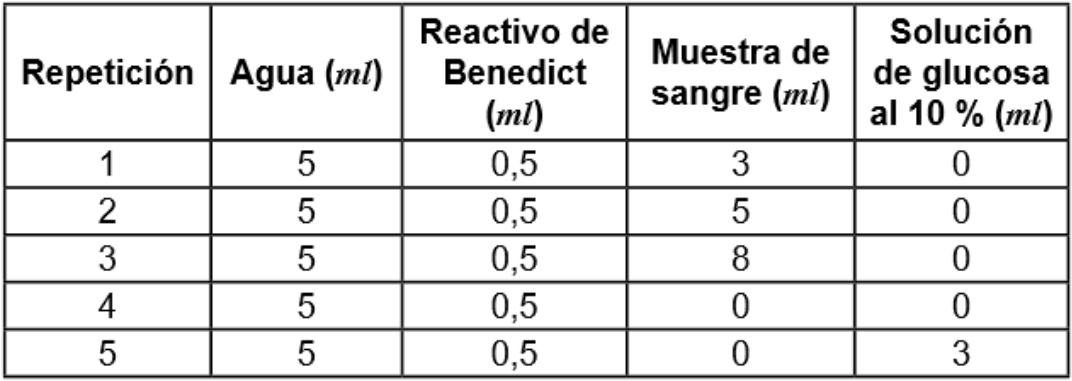 Repetición Agua (ml) Reactivo de Benedict (ml) Muestra de sangre (ml) Solución de glucosa al 10 % (ml)
1 5 0,5 3 0
2 5 0,5 5 0
3 5 0,5 8 0
4 5 0,5 0 0
5 5 0,5 0 3